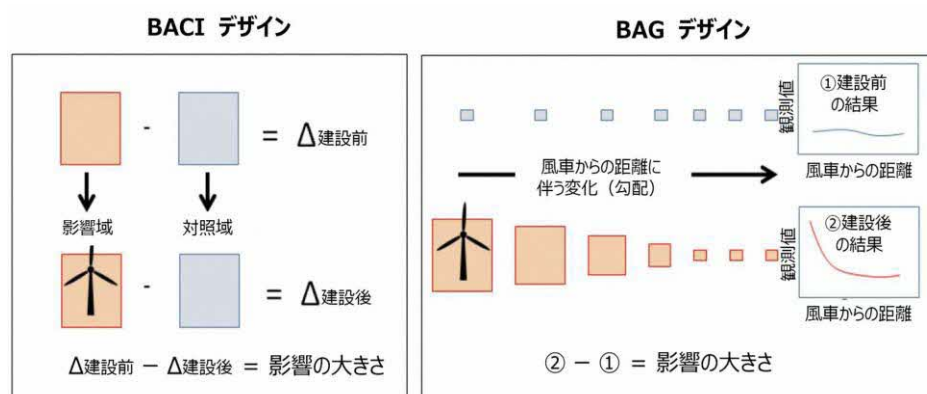 BACI デザイン
- = Δ建設前
影響域 対照域
- = Δ建設後
Δ建設前 − Δ建設後 = 影響の大きさ
BAG デザイン
観測値
①建設前
の結果
風車からの距離
風車からの距離に
伴う変化（勾配）
観測値
②建設後
の結果
風車からの距離
② − ① = 影響の大きさ